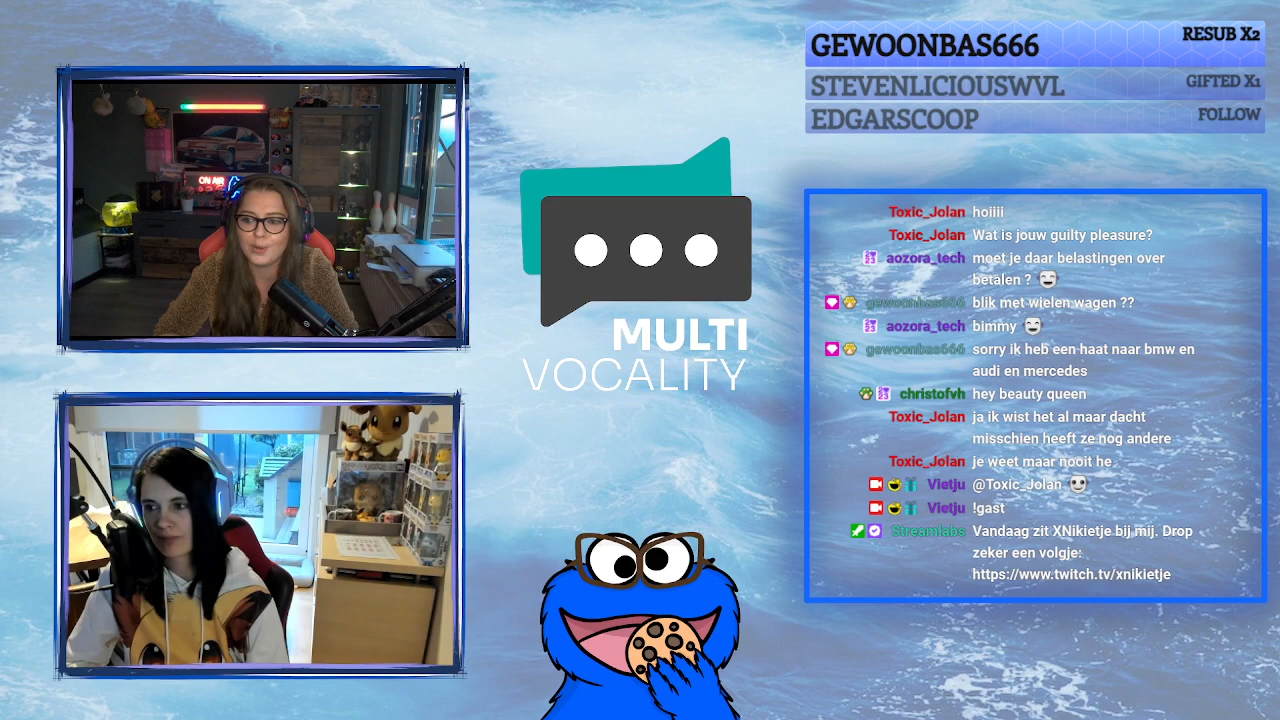 GEWOONBAS666 RESUB X2
STEVENLICIOUSWVL GIFTED X1
EDGARSCOOP FOLLOW
ON AIR
MULTI
VOCALITY
Toxic_Jolan hoiiii
Toxic_Jolan Wat is jouw guilty pleasure?
aozora_tech moet je daar belastingen over
betalen ?
gewoonbas666 blik met wielen wagen ??
aozora_tech bimmy
gewoonbas666 sorry ik heb een haat naar bmw en
audi en mercedes
christofvh hey beauty queen
Toxic_Jolan ja ik wist het al maar dacht
misschien heeft ze nog andere
Toxic_Jolan je weet maar nooit he
Vietju @Toxic_Jolan
Vietju !gast
Streamlabs Vandaag zit XNikietje bij mij. Drop
zeker een volgje:
https://www.twitch.tv/xnikietje